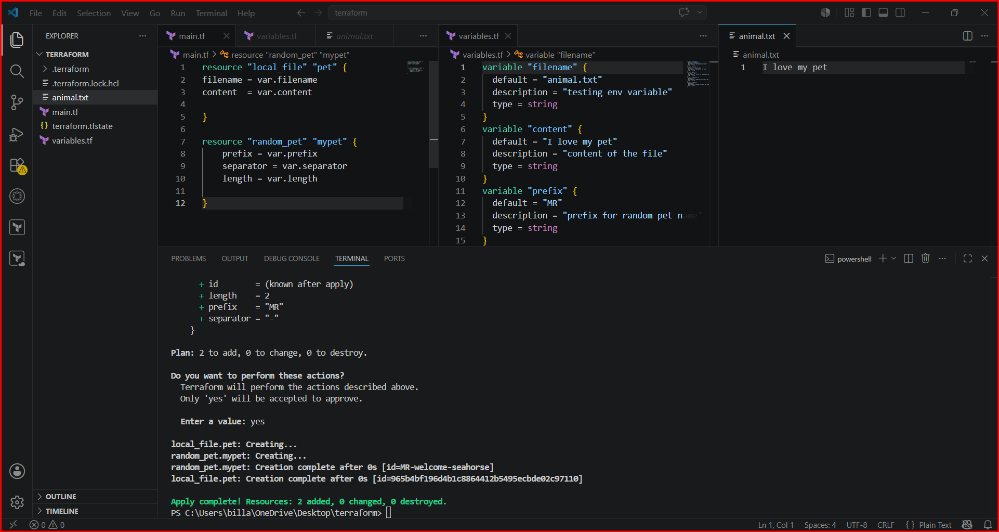 File Edit Selection View Go Run Terminal Help
terraform
EXPLORER
TERRAFORM
.terraform
.terraform.lock.hcl
animal.txt
main.tf
terraform.tfstate
variables.tf
OUTLINE
TIMELINE
main.tf
variables.tf
animal.txt
main.tf > resource "random_pet" "mypet"
1 resource "local_file" "pet" {
2 filename = var.filename
3 content  = var.content
4
5 }
6
7 resource "random_pet" "mypet" {
8     prefix = var.prefix
9     separator = var.separator
10     length = var.length
11
12 }
variables.tf
variables.tf > variable "filename"
1 variable "filename" {
2   default = "animal.txt"
3   description = "testing env variable"
4   type = string
5 }
6 variable "content" {
7   default = "I love my pet"
8   description = "content of the file"
9   type = string
10 }
11 variable "prefix" {
12   default = "MR"
13   description = "prefix for random pet name"
14   type = string
15 }
animal.txt
animal.txt
1 I love my pet
PROBLEMS OUTPUT DEBUG CONSOLE TERMINAL PORTS
powershell
+ id        = (known after apply)
+ length    = 2
+ prefix    = "MR"
+ separator = "-"
}
Plan: 2 to add, 0 to change, 0 to destroy.
Do you want to perform these actions?
Terraform will perform the actions described above.
Only 'yes' will be accepted to approve.
Enter a value: yes
local_file.pet: Creating...
random_pet.mypet: Creating...
random_pet.mypet: Creation complete after 0s [id=MR-welcome-seahorse]
local_file.pet: Creation complete after 0s [id=965b4bf196d4b1c8864412b5495ecbde02c97110]
Apply complete! Resources: 2 added, 0 changed, 0 destroyed.
PS C:\Users\billa\OneDrive\Desktop\terraform>
0 0
Ln 1, Col 1 Spaces: 4 UTF-8 CRLF {} Plain Text